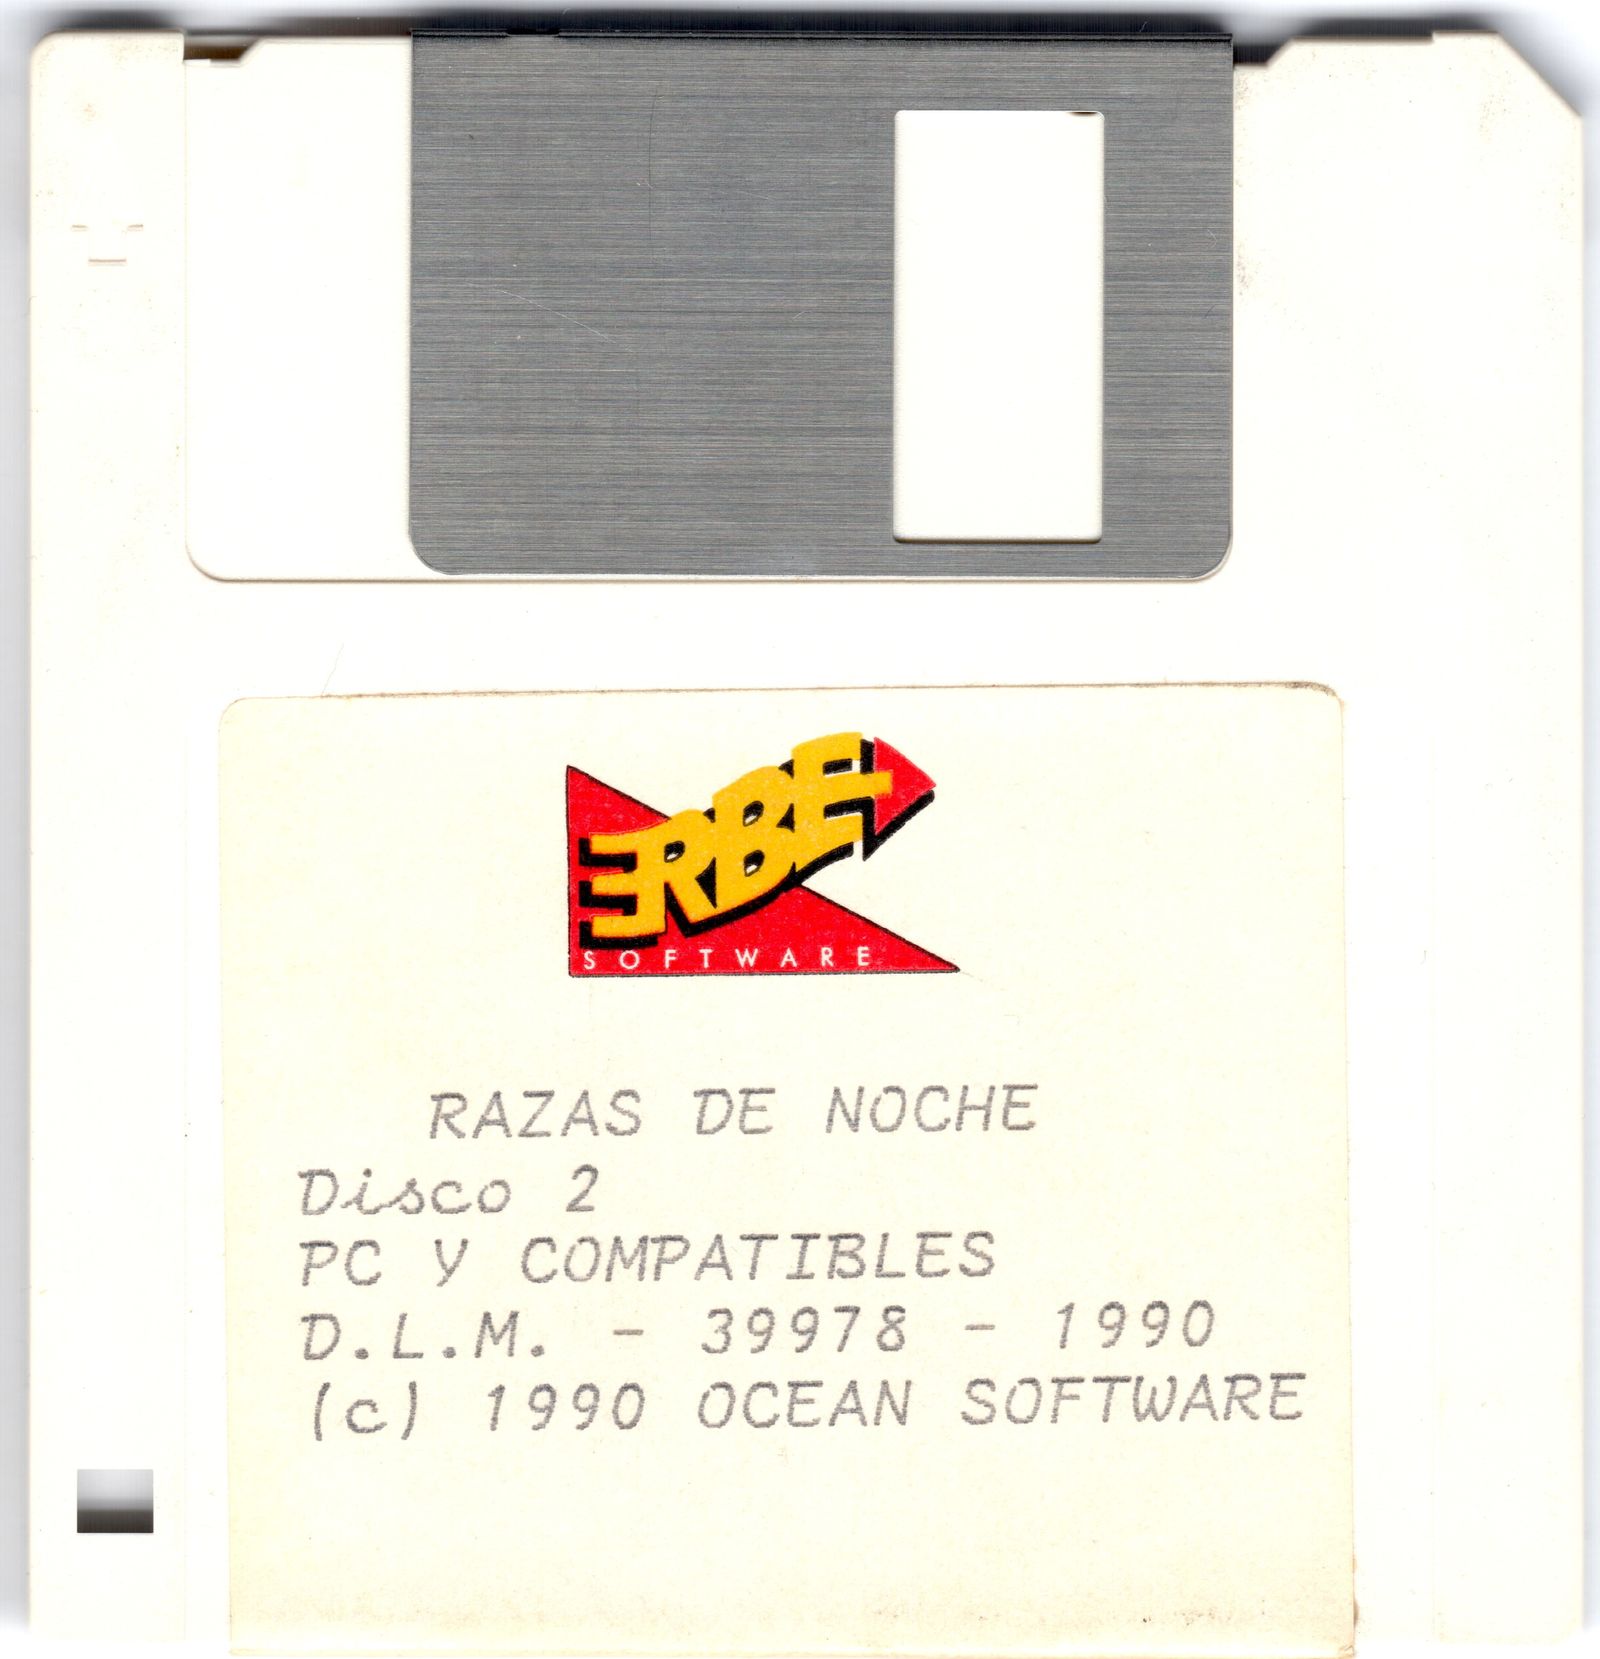 ERBE
SOFTWARE
RAZAS DE NOCHE
Disco 2
PC Y COMPATIBLES
D.L.M. - 39978 - 1990
(c) 1990 OCEAN SOFTWARE